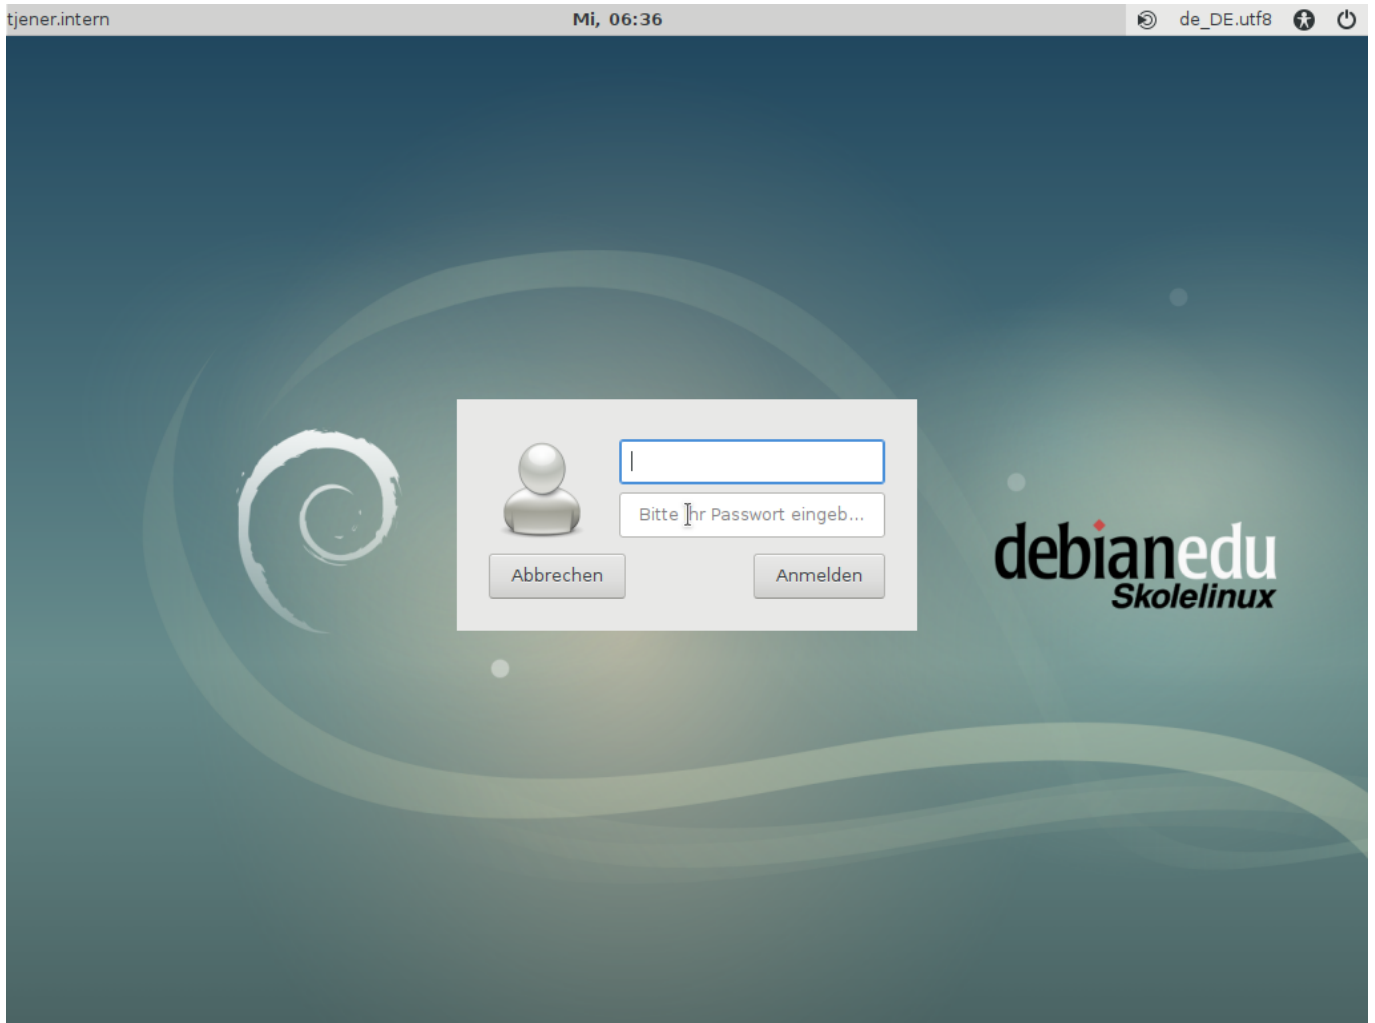 tjener.intern
Mi, 06:36
de_DE.utf8
Bitte Ihr Passwort eingeb...
Abbrechen
Anmelden
debianedu
Skolelinux